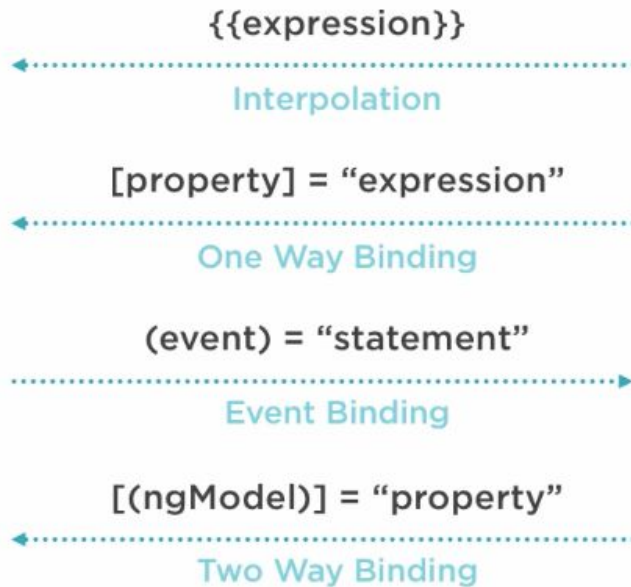 {{expression}}
Interpolation
[property] = “expression”
One Way Binding
(event) = “statement”
Event Binding
[(ngModel)] = “property”
Two Way Binding